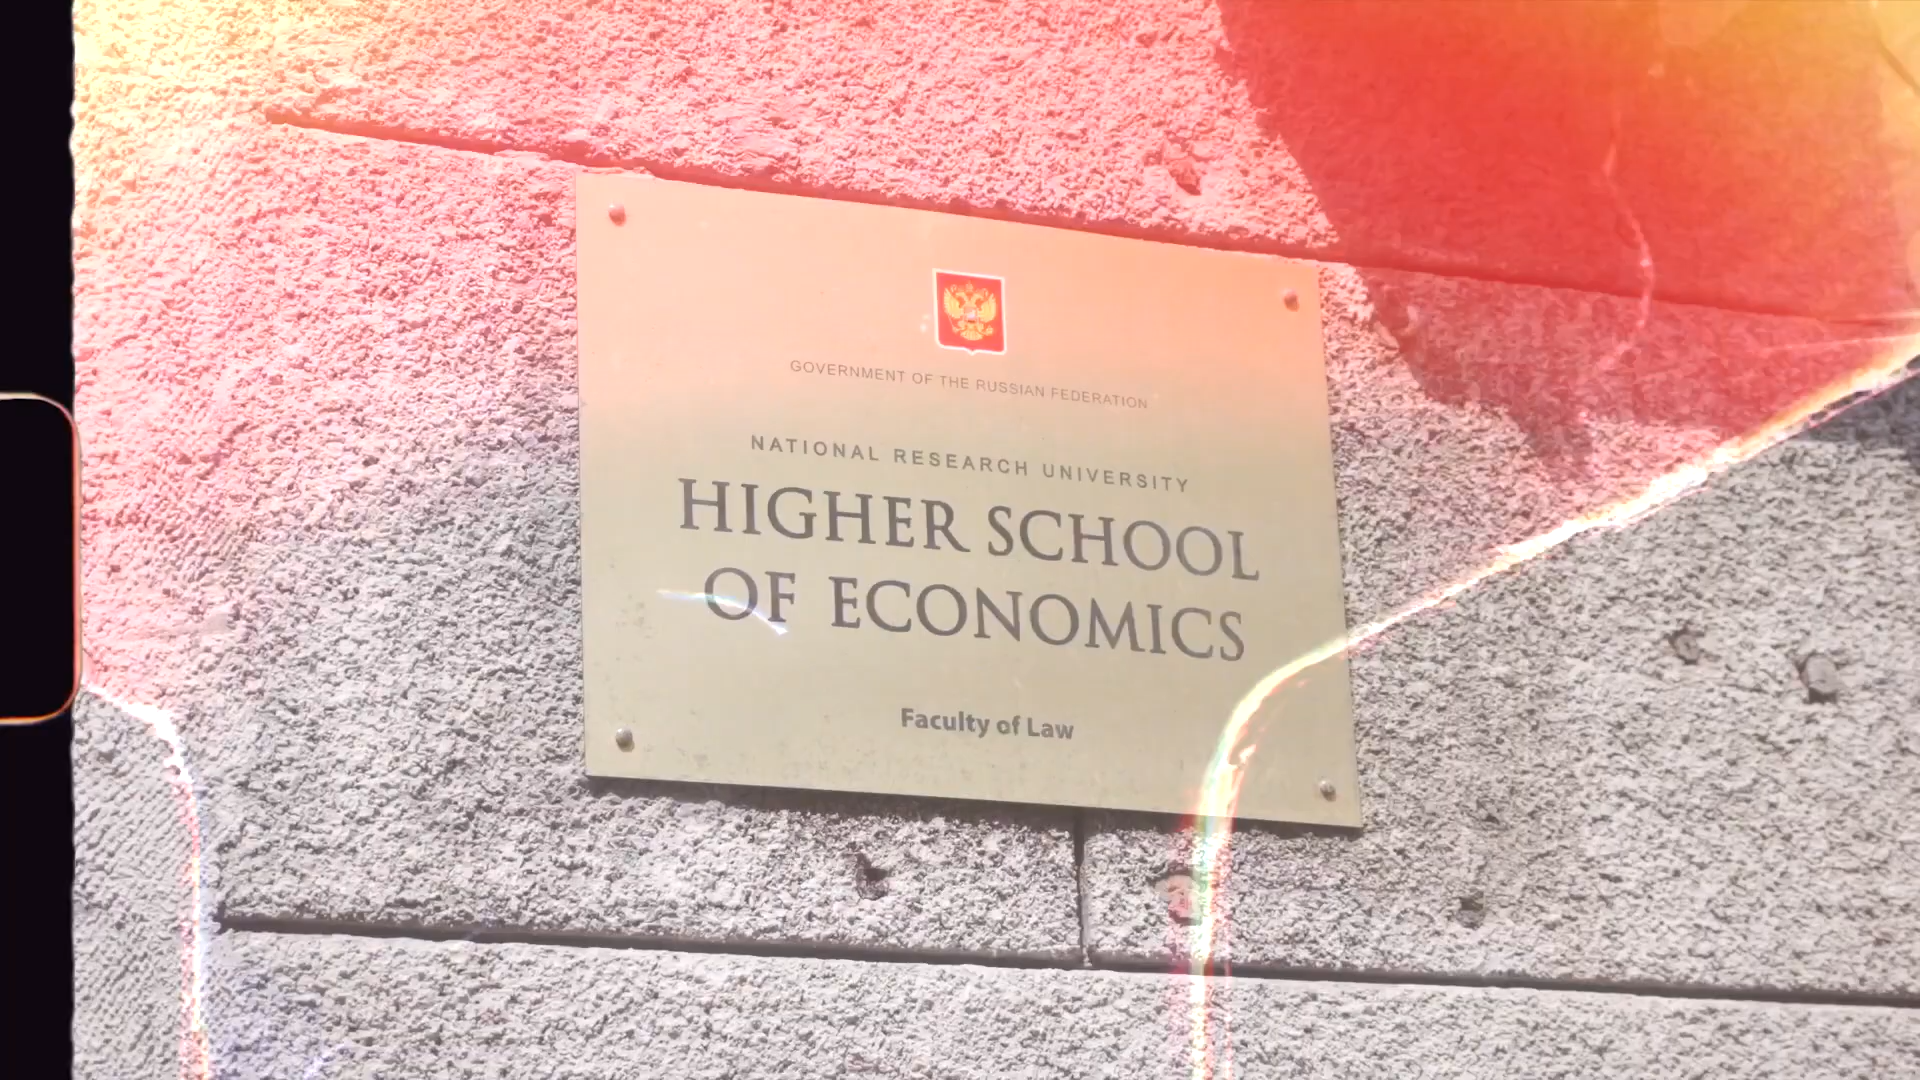 GOVERNMENT OF THE RUSSIAN FEDERATION
NATIONAL RESEARCH UNIVERSITY
HIGHER SCHOOL
OF ECONOMICS
Faculty of Law